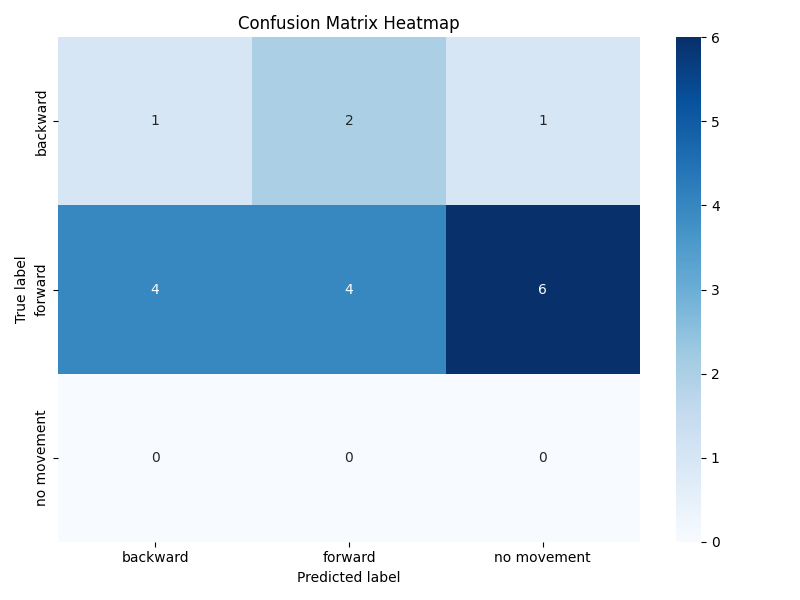 Confusion Matrix Heatmap
True label
backward
1 2 1
forward
4 4 6
no movement
0 0 0
backward forward no movement
Predicted label
6
5
4
3
2
1
0